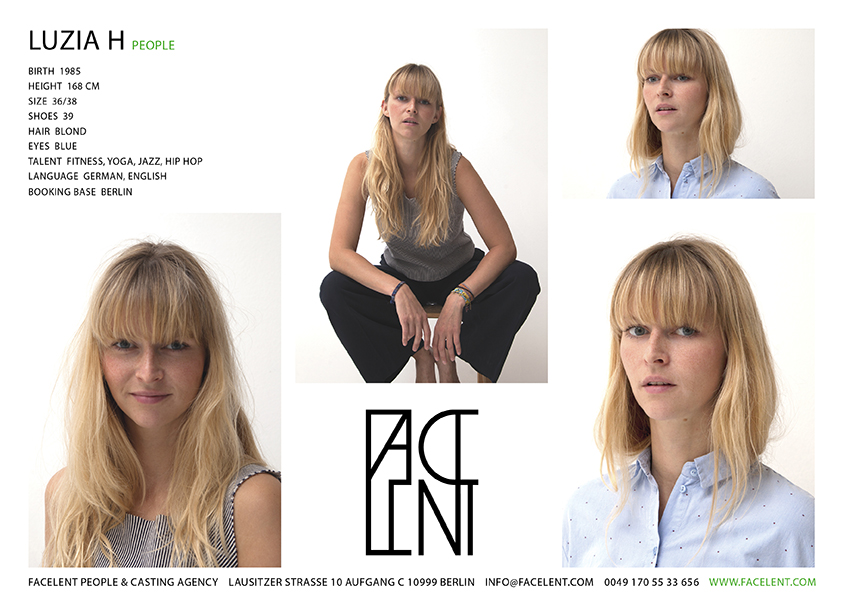 LUZIA H PEOPLE
BIRTH 1985
HEIGHT 168 CM
SIZE 36/38
SHOES 39
HAIR BLOND
EYES BLUE
TALENT FITNESS, YOGA, JAZZ, HIP HOP
LANGUAGE GERMAN, ENGLISH
BOOKING BASE BERLIN
FACE
LENT
FACELENT PEOPLE & CASTING AGENCY LAUSITZER STRASSE 10 AUFGANG C 10999 BERLIN INFO@FACELENT.COM 0049 170 55 33 656 WWW.FACELENT.COM